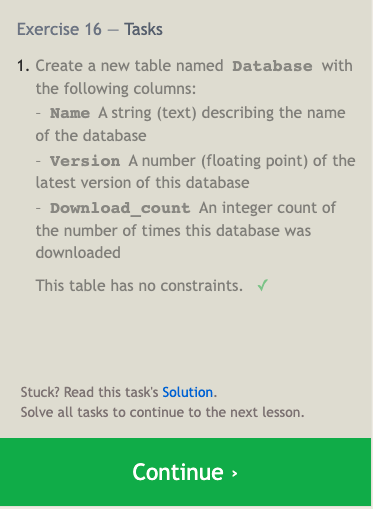 Exercise 16 — Tasks
1. Create a new table named Database with
the following columns:
– Name A string (text) describing the name
of the database
– Version A number (floating point) of the
latest version of this database
– Download_count An integer count of
the number of times this database was
downloaded
This table has no constraints. ✓
Stuck? Read this task's Solution.
Solve all tasks to continue to the next lesson.
Continue ›